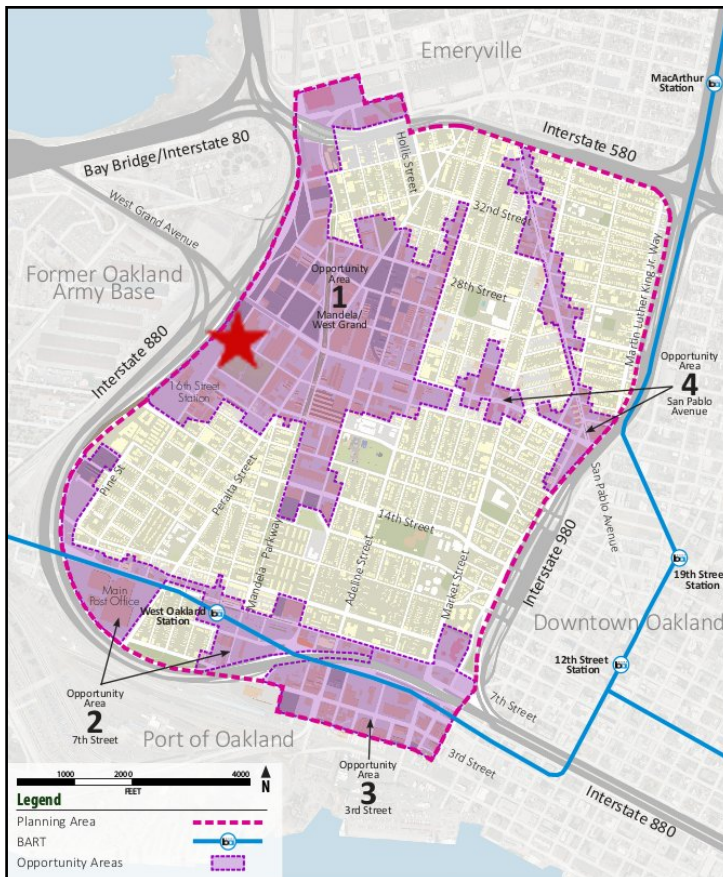 Emeryville
MacArthur
Station
Interstate 580
Bay Bridge/Interstate 80
Hollis Street
West Grand Avenue
32nd Street
Former Oakland
Army Base
Opportunity
Area
1
Mandela/
West Grand
28th Street
Martin Luther King Jr. Way
Interstate 880
Opportunity
Area
4
San Pablo
Avenue
16th Street
Station
Pine St
Peralta Street
Mandela Parkway
14th Street
Adeline Street
Market Street
San Pablo Avenue
Interstate 980
19th Street
Station
Main
Post Office
West Oakland
Station
Downtown Oakland
12th Street
Station
Opportunity
Area
2
7th Street
Port of Oakland
7th Street
3rd Street
Opportunity
Area
3
3rd Street
Interstate 880
1000 2000 4000
FEET
N
Legend
Planning Area
BART
Opportunity Areas